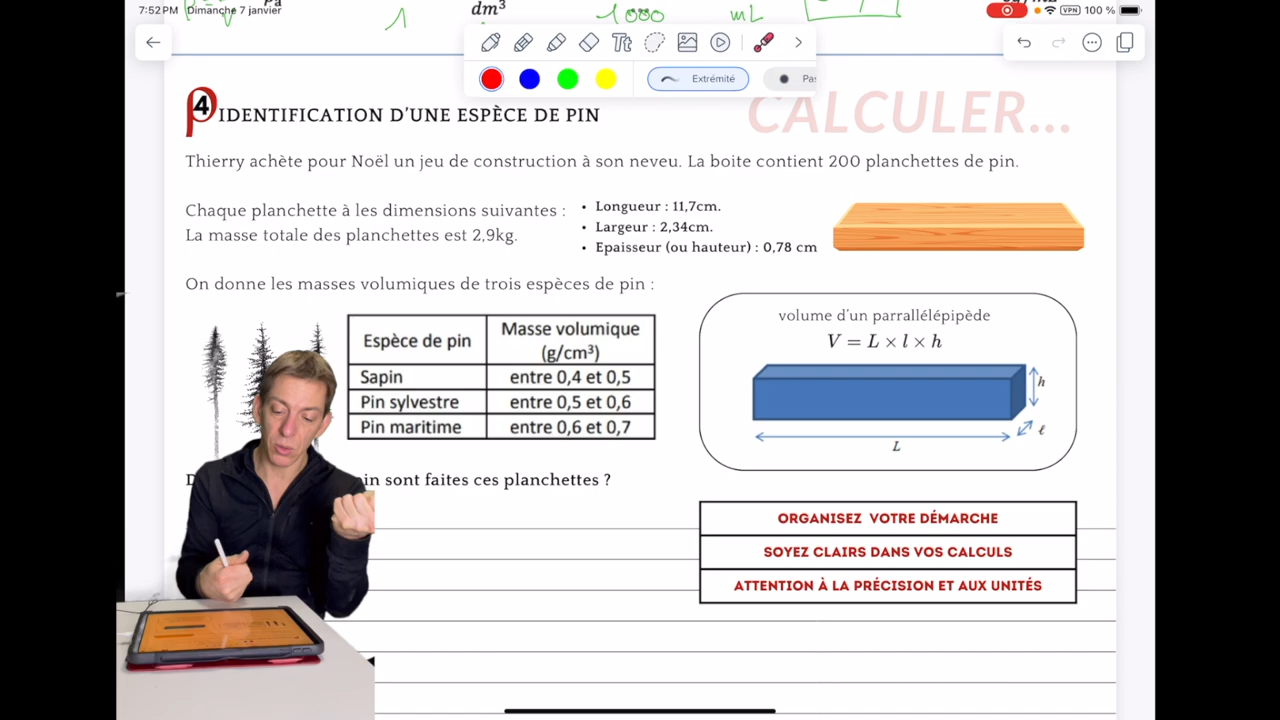 7:52 PM Dimanche 7 janvier
VPN 100 %
Pa
1
dm³
1000
mL
Tt
Extrémité
4
IDENTIFICATION D'UNE ESPÈCE DE PIN
CALCULER...
Thierry achète pour Noël un jeu de construction à son neveu. La boite contient 200 planchettes de pin.
Chaque planchette à les dimensions suivantes :
• Longueur : 11,7cm.
• Largeur : 2,34cm.
• Epaisseur (ou hauteur) : 0,78 cm
La masse totale des planchettes est 2,9kg.
On donne les masses volumiques de trois espèces de pin :
Espèce de pin Masse volumique (g/cm³)
Sapin entre 0,4 et 0,5
Pin sylvestre entre 0,5 et 0,6
Pin maritime entre 0,6 et 0,7
volume d'un parrallélépipède
V = L × l × h
h
ℓ
L
in sont faites ces planchettes ?
ORGANISEZ VOTRE DÉMARCHE
SOYEZ CLAIRS DANS VOS CALCULS
ATTENTION À LA PRÉCISION ET AUX UNITÉS